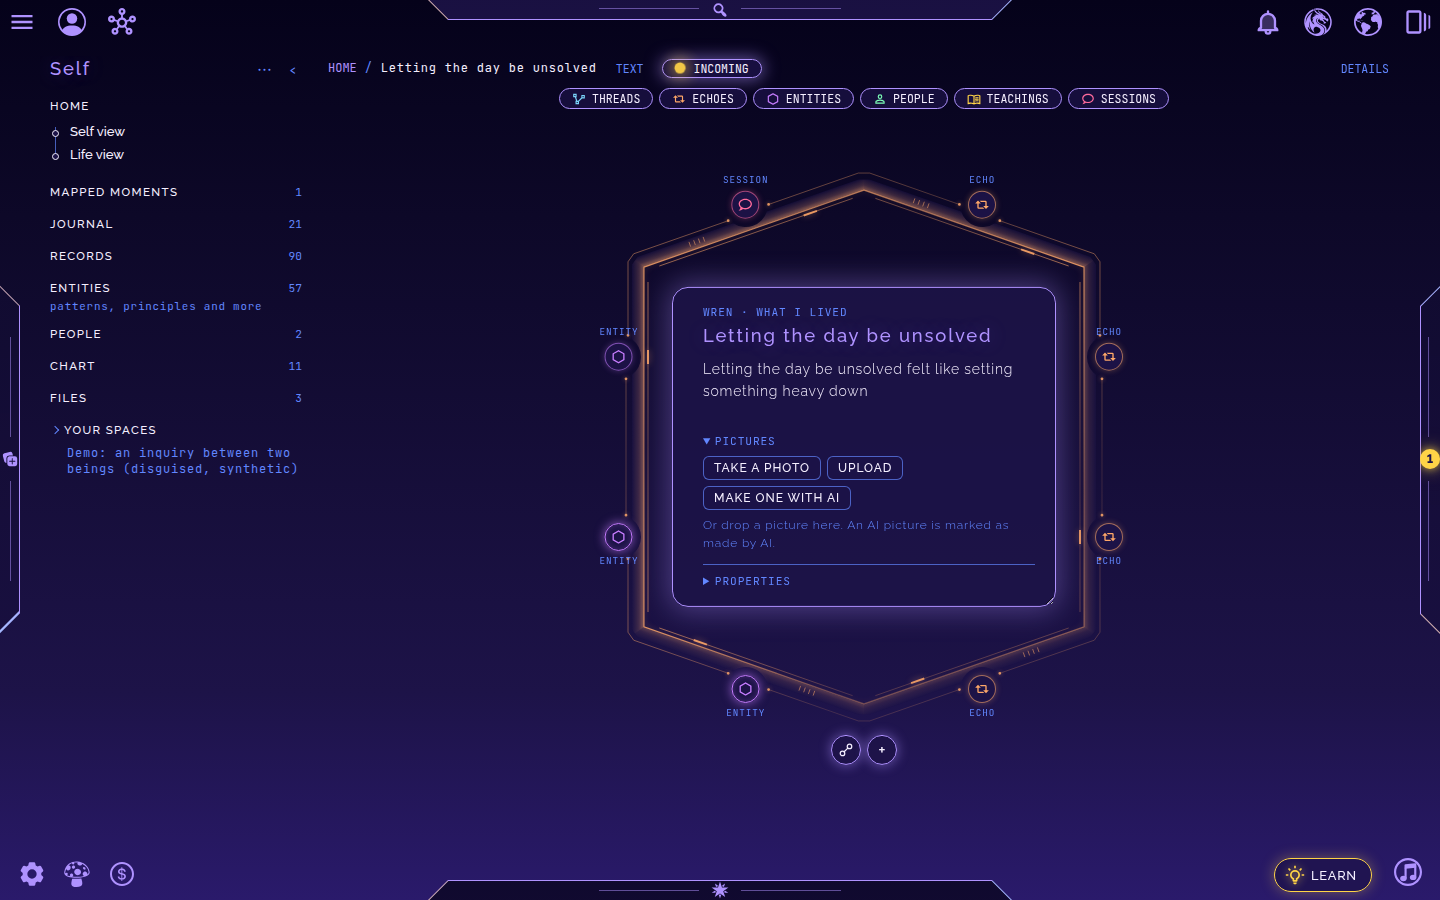 Self
... <
HOME / Letting the day be unsolved
TEXT
INCOMING
DETAILS
THREADS
ECHOES
ENTITIES
PEOPLE
TEACHINGS
SESSIONS
HOME
Self view
Life view
MAPPED MOMENTS 1
JOURNAL 21
RECORDS 90
ENTITIES 57
patterns, principles and more
PEOPLE 2
CHART 11
FILES 3
YOUR SPACES
Demo: an inquiry between two
beings (disguised, synthetic)
SESSION
ECHO
ENTITY
ECHO
WREN · WHAT I LIVED
Letting the day be unsolved
Letting the day be unsolved felt like setting
something heavy down
PICTURES
TAKE A PHOTO
UPLOAD
MAKE ONE WITH AI
Or drop a picture here. An AI picture is marked as
made by AI.
PROPERTIES
ENTITY
ECHO
ENTITY
ECHO
1
LEARN